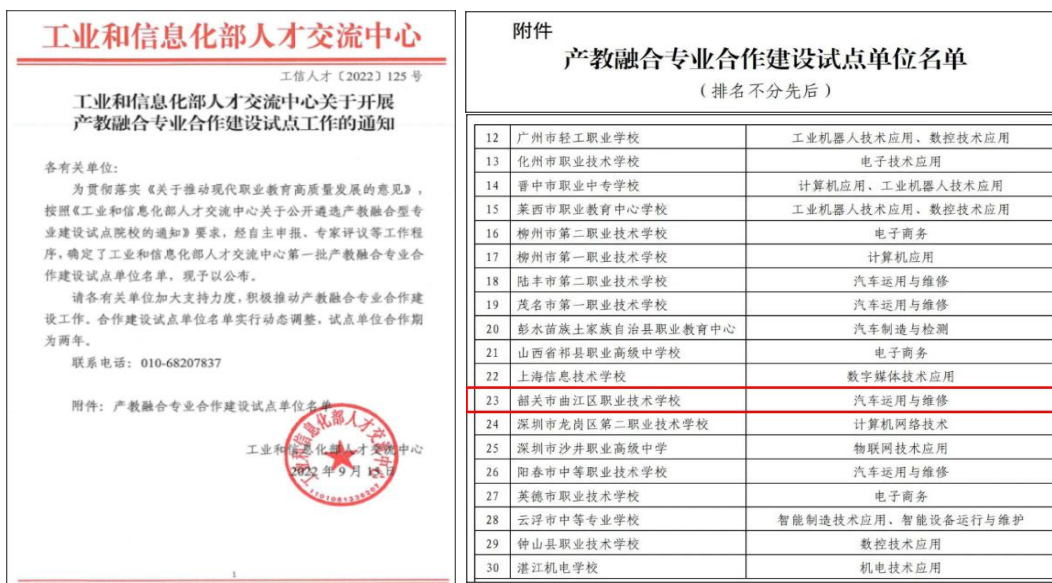 工业和信息化部人才交流中心
工信人才〔2022〕125 号
工业和信息化部人才交流中心关于开展
产教融合专业合作建设试点工作的通知
各有关单位:
为贯彻落实《关于推动现代职业教育高质量发展的意见》,
按照《工业和信息化部人才交流中心关于公开遴选产教融合型专
业建设试点院校的通知》要求,经自主申报、专家评议等工作程
序,确定了工业和信息化部人才交流中心第一批产教融合专业合
作建设试点单位名单,现予以公布。
请各有关单位加大支持力度,积极推动产教融合专业合作建
设工作。合作建设试点单位名单实行动态调整,试点单位合作期
为两年。
联系电话: 010-68207837
附件: 产教融合专业合作建设试点单位名单
工业和信息化部人才交流中心
2022 年 9 月 15 日
1
附件
产教融合专业合作建设试点单位名单
(排名不分先后)
12 广州市轻工职业学校 工业机器人技术应用、数控技术应用
13 化州市职业技术学校 电子技术应用
14 晋中市职业中专学校 计算机应用、工业机器人技术应用
15 莱西市职业教育中心学校 工业机器人技术应用、数控技术应用
16 柳州市第二职业技术学校 电子商务
17 柳州市第一职业技术学校 计算机应用
18 陆丰市第二职业技术学校 汽车运用与维修
19 茂名市第一职业技术学校 汽车运用与维修
20 彭水苗族土家族自治县职业教育中心 汽车制造与检测
21 山西省祁县职业高级中学校 电子商务
22 上海信息技术学校 数字媒体技术应用
23 韶关市曲江区职业技术学校 汽车运用与维修
24 深圳市龙岗区第二职业技术学校 计算机网络技术
25 深圳市沙井职业高级中学 物联网技术应用
26 阳春市中等职业技术学校 汽车运用与维修
27 英德市职业技术学校 电子商务
28 云浮市中等专业学校 智能制造技术应用、智能设备运行与维护
29 钟山县职业技术学校 数控技术应用
30 湛江机电学校 机电技术应用